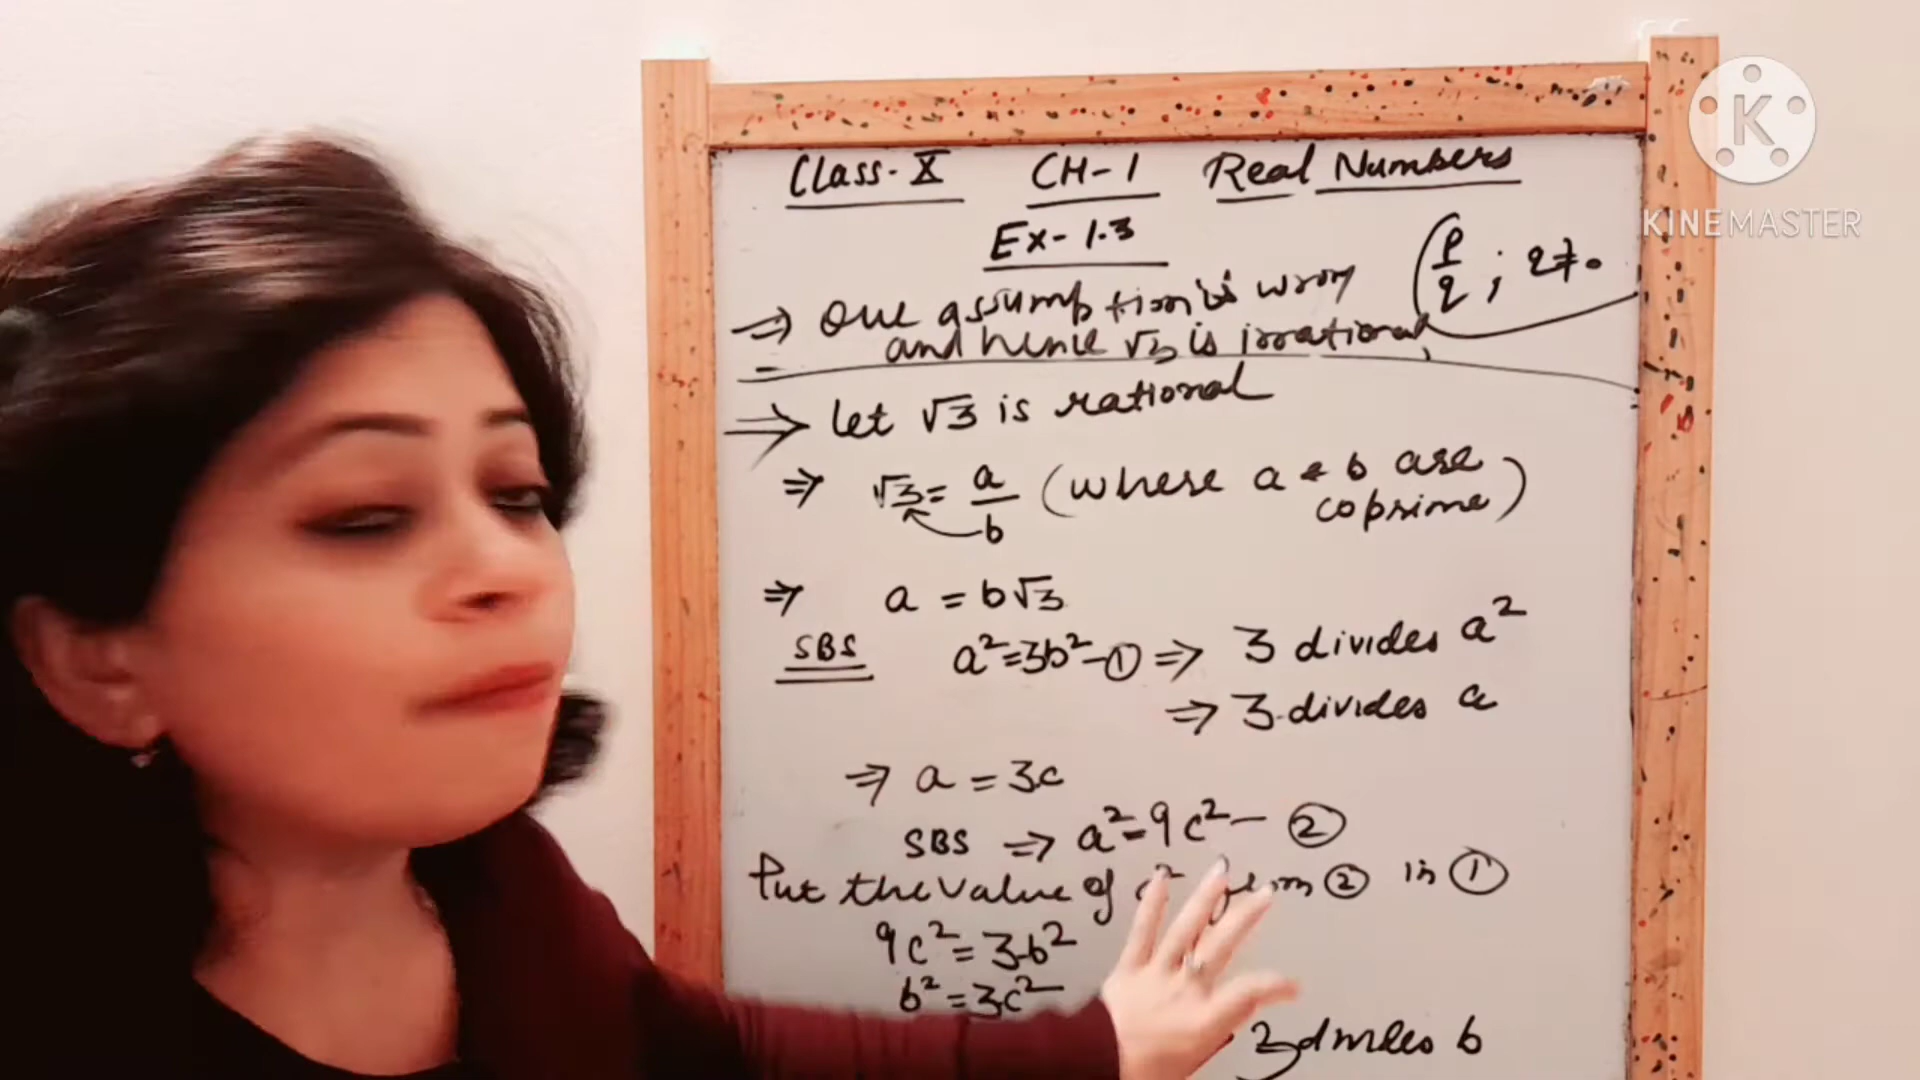 Class-X CH-1 Real Numbers
Ex-1.3
(p/q ; q≠0
⇒ Our assumption is wrong
and hence √3 is irrational,
⇒ let √3 is rational
⇒ √3 = a/b (where a & b are
coprime)
⇒ a = b√3
SBS a²=3b²-① ⇒ 3 divides a²
⇒ 3 divides a
⇒ a = 3c
SBS ⇒ a²=9c²- ②
Put the value of from ② in ①
9c² = 3b²
b² = 3c²
3 divides b
K
KINEMASTER